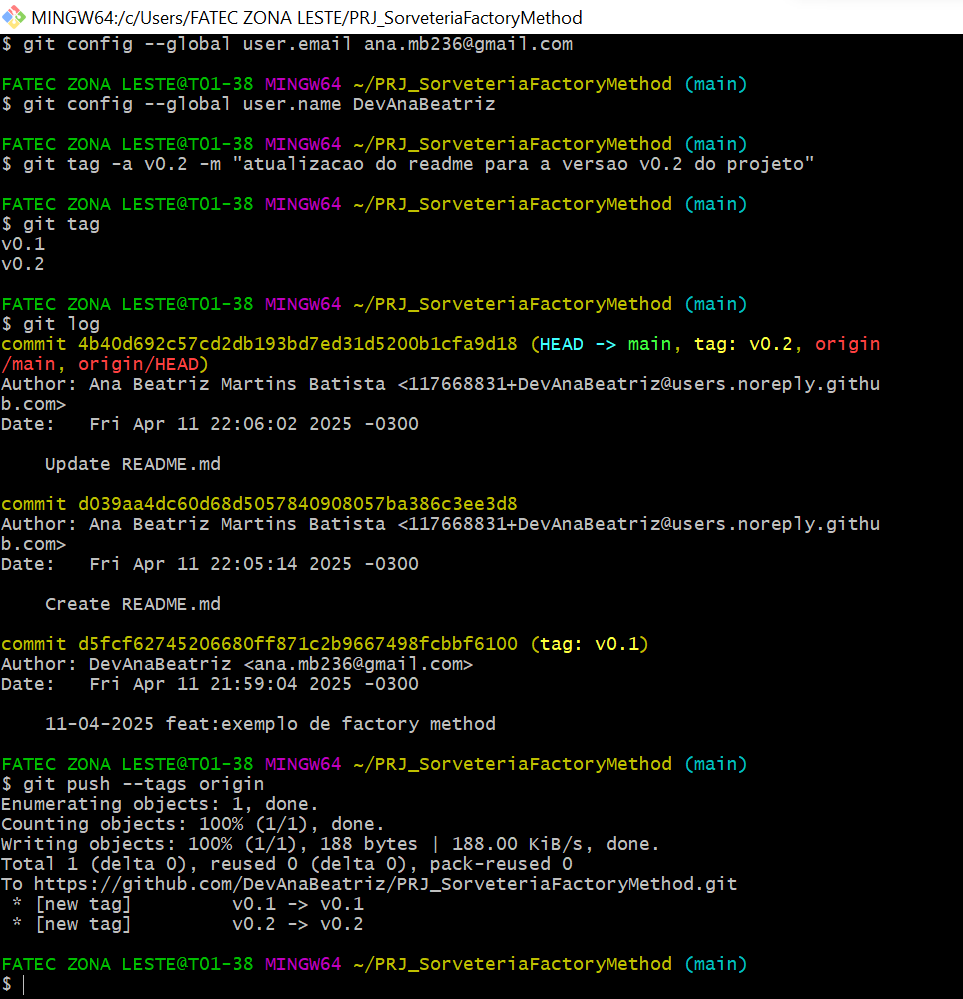 MINGW64:/c/Users/FATEC ZONA LESTE/PRJ_SorveteriaFactoryMethod
$ git config --global user.email ana.mb236@gmail.com
FATEC ZONA LESTE@T01-38 MINGW64 ~/PRJ_SorveteriaFactoryMethod (main)
$ git config --global user.name DevAnaBeatriz
FATEC ZONA LESTE@T01-38 MINGW64 ~/PRJ_SorveteriaFactoryMethod (main)
$ git tag -a v0.2 -m "atualizacao do readme para a versao v0.2 do projeto"
FATEC ZONA LESTE@T01-38 MINGW64 ~/PRJ_SorveteriaFactoryMethod (main)
$ git tag
v0.1
v0.2
FATEC ZONA LESTE@T01-38 MINGW64 ~/PRJ_SorveteriaFactoryMethod (main)
$ git log
commit 4b40d692c57cd2db193bd7ed31d5200b1cfa9d18 (HEAD -> main, tag: v0.2, origin
/main, origin/HEAD)
Author: Ana Beatriz Martins Batista <117668831+DevAnaBeatriz@users.noreply.githu
b.com>
Date:   Fri Apr 11 22:06:02 2025 -0300
Update README.md
commit d039aa4dc60d68d5057840908057ba386c3ee3d8
Author: Ana Beatriz Martins Batista <117668831+DevAnaBeatriz@users.noreply.githu
b.com>
Date:   Fri Apr 11 22:05:14 2025 -0300
Create README.md
commit d5fcf62745206680ff871c2b9667498fcbbf6100 (tag: v0.1)
Author: DevAnaBeatriz <ana.mb236@gmail.com>
Date:   Fri Apr 11 21:59:04 2025 -0300
11-04-2025 feat:exemplo de factory method
FATEC ZONA LESTE@T01-38 MINGW64 ~/PRJ_SorveteriaFactoryMethod (main)
$ git push --tags origin
Enumerating objects: 1, done.
Counting objects: 100% (1/1), done.
Writing objects: 100% (1/1), 188 bytes | 188.00 KiB/s, done.
Total 1 (delta 0), reused 0 (delta 0), pack-reused 0
To https://github.com/DevAnaBeatriz/PRJ_SorveteriaFactoryMethod.git
* [new tag]         v0.1 -> v0.1
* [new tag]         v0.2 -> v0.2
FATEC ZONA LESTE@T01-38 MINGW64 ~/PRJ_SorveteriaFactoryMethod (main)
$